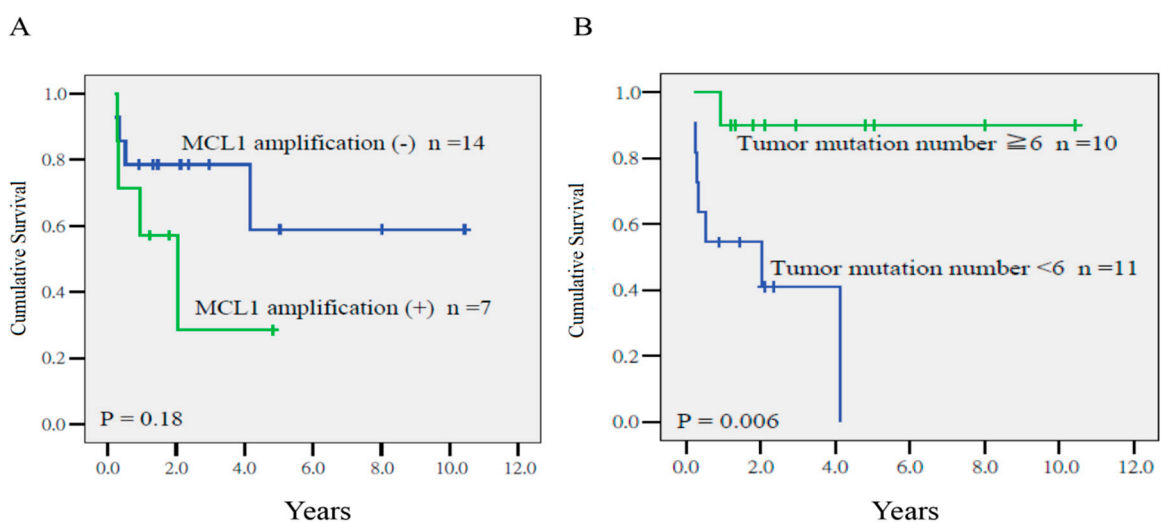 A
B
Cumulative Survival
1.0
0.8
0.6
0.4
0.2
0.0
MCL1 amplification (-) n =14
MCL1 amplification (+) n =7
P = 0.18
0.0 2.0 4.0 6.0 8.0 10.0 12.0
Years
Cumulative Survival
1.0
0.8
0.6
0.4
0.2
0.0
Tumor mutation number ≧6 n =10
Tumor mutation number <6 n =11
P = 0.006
0.0 2.0 4.0 6.0 8.0 10.0 12.0
Years